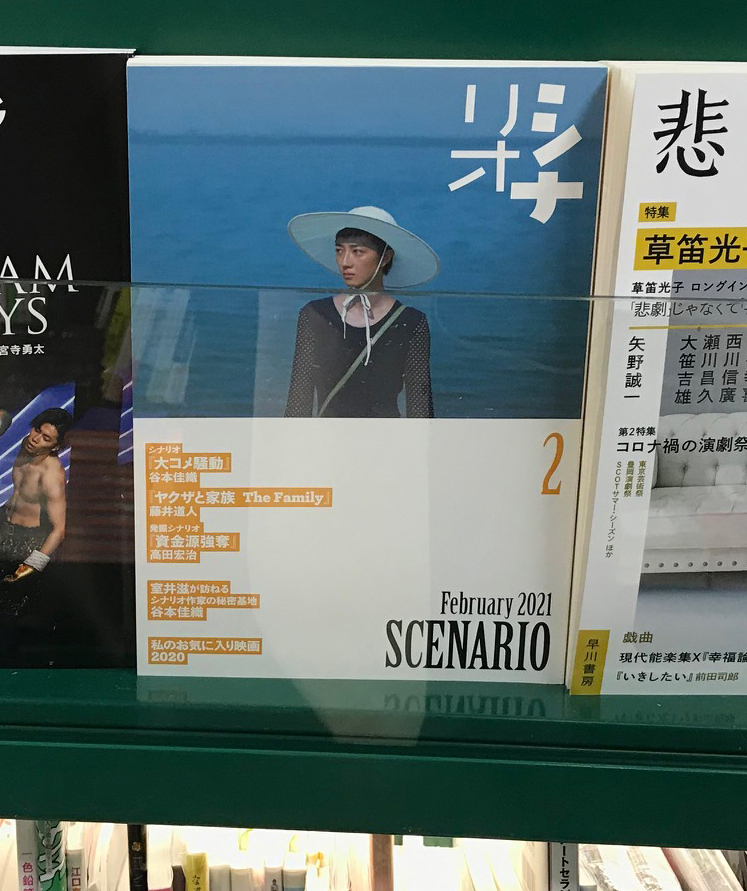 シナ
リオ
シナリオ
『大コメ騒動』
谷本佳織
『ヤクザと家族 The Family』
藤井道人
発掘シナリオ
『資金源強奪』
高田宏治
室井滋が訪ねる
シナリオ作家の秘密基地
谷本佳織
私のお気に入り映画
2020
2
February 2021
SCENARIO
AM
YS
宮寺勇太
悲
特集
草笛光
草笛光子 ロングイン
「悲劇」じゃなくて
矢野誠一
大笹吉雄
瀬川昌久
西
第2特集
コロナ禍の演劇祭
東京芸術祭
豊岡演劇祭
SCOTサマー・シーズン ほか
戯曲
現代能楽集X『幸福論
『いきしたい』前田司郎
早川書房
一色鉛
江口
ートセラ